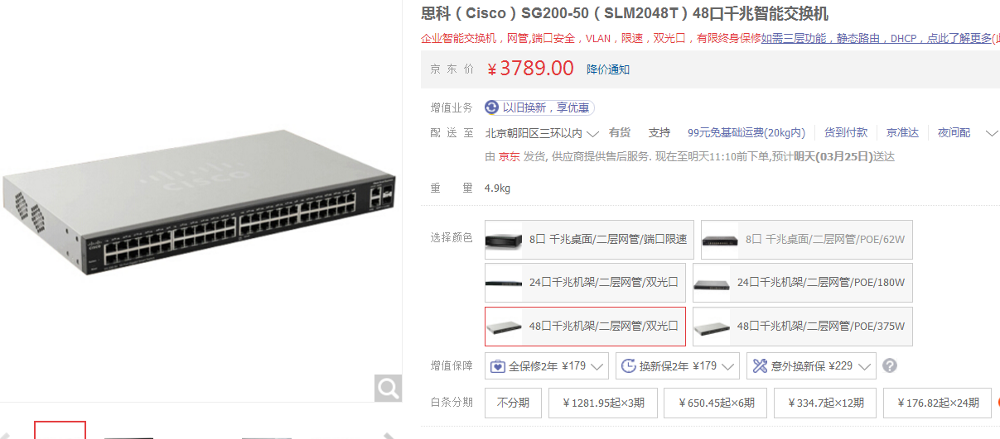 思科（Cisco）SG200-50（SLM2048T）48口千兆智能交换机
企业智能交换机，网管,端口安全，VLAN，限速，双光口，有限终身保修如需三层功能，静态路由，DHCP，点此了解更多(此
京 东 价 ￥3789.00 降价通知
增值业务 以旧换新，享优惠
配 送 至 北京朝阳区三环以内 有货 支持 99元免基础运费(20kg内) 货到付款 京准达 夜间配
由 京东 发货, 供应商提供售后服务. 现在至明天11:10前下单,预计明天(03月25日)送达
重 量 4.9kg
CISCO
选择颜色 8口 千兆桌面/二层网管/端口限速 8口 千兆桌面/二层网管/POE/62W
24口千兆机架/二层网管/双光口 24口千兆机架/二层网管/POE/180W
48口千兆机架/二层网管/双光口 48口千兆机架/二层网管/POE/375W
增值保障 全保修2年 ¥179 换新保2年 ¥179 意外换新保 ¥229 ?
白条分期 不分期 ￥1281.95起×3期 ￥650.45起×6期 ￥334.7起×12期 ￥176.82起×24期